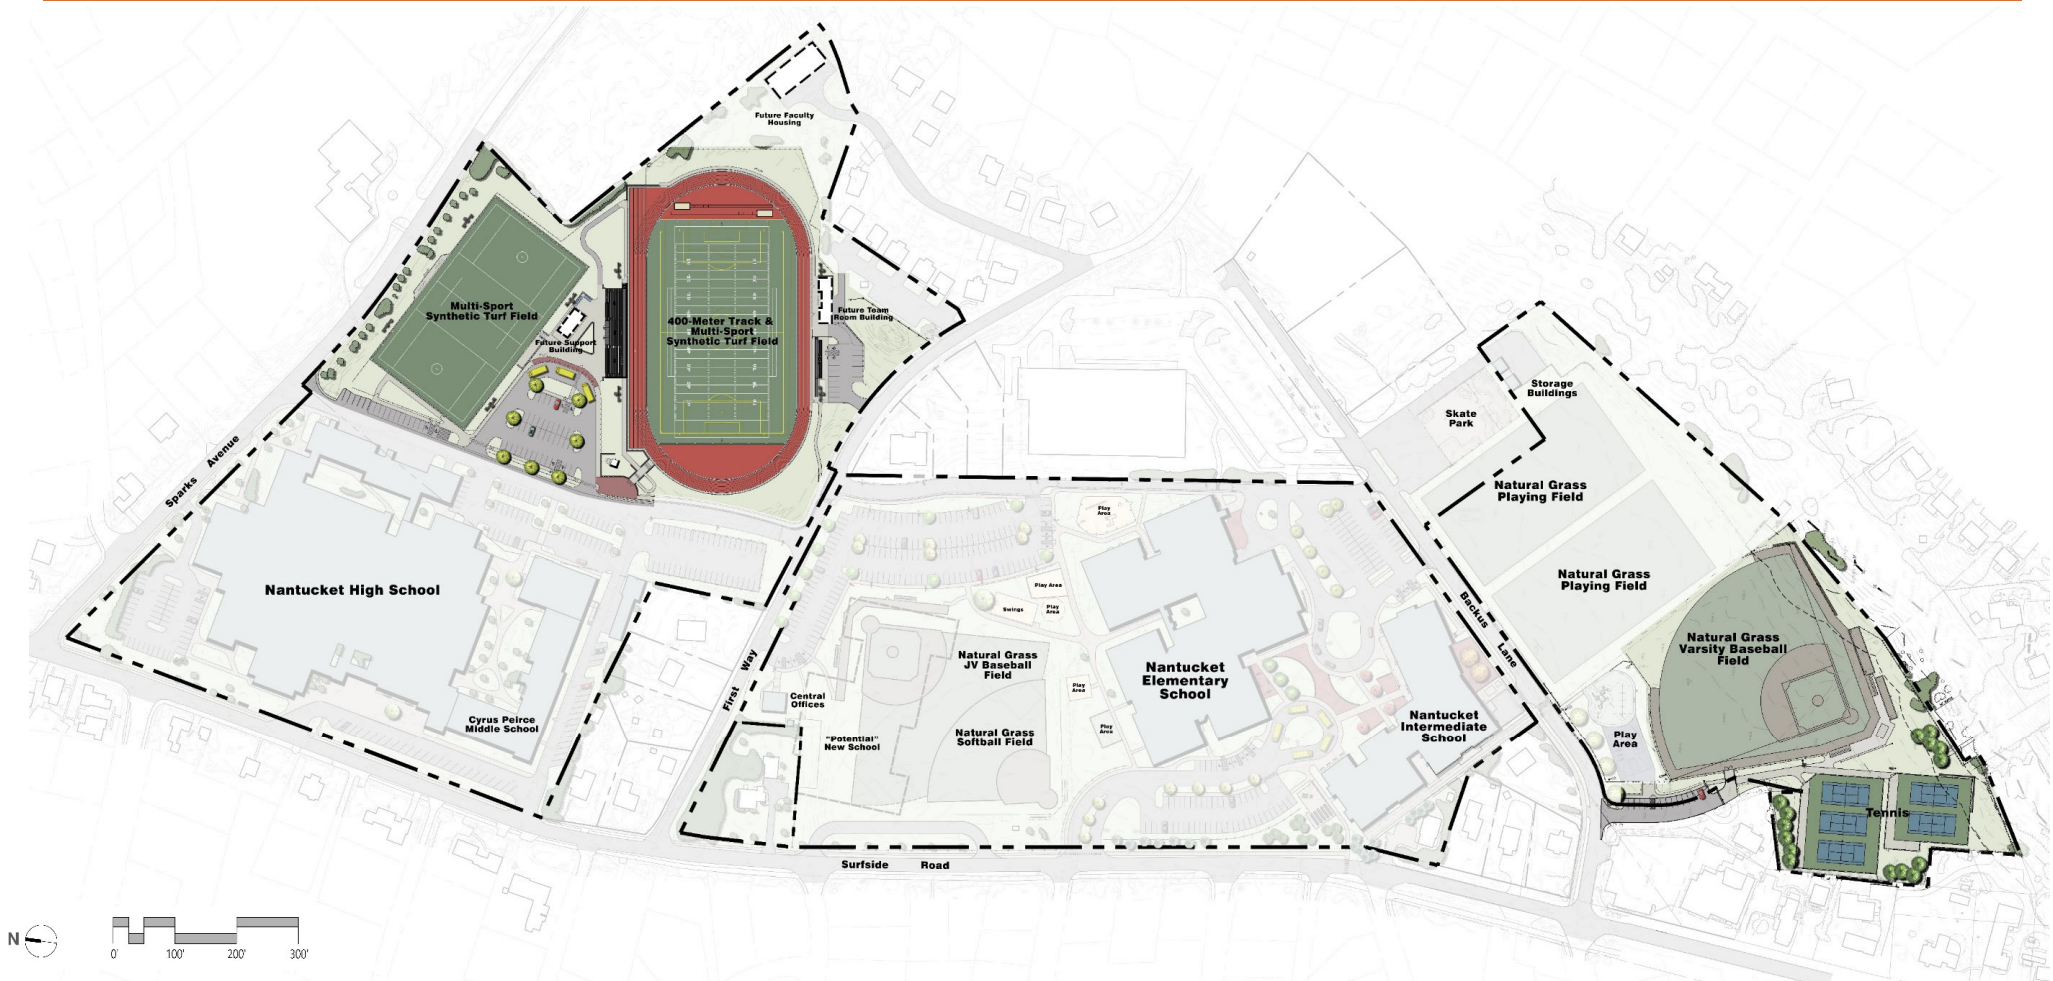 Future Faculty
Housing
Multi-Sport
Synthetic Turf Field
Future Support
Building
400-Meter Track &
Multi-Sport
Synthetic Turf Field
Future Team
Room Building
Storage
Buildings
Skate
Park
Natural Grass
Playing Field
Natural Grass
Playing Field
Natural Grass
Varsity Baseball
Field
Play
Area
Tennis
Sparks Avenue
Nantucket High School
Cyrus Peirce
Middle School
First Way
Play
Area
Play Area
Swings
Play
Area
Natural Grass
JV Baseball
Field
Play
Area
Play
Area
Natural Grass
Softball Field
Central
Offices
"Potential"
New School
Nantucket
Elementary
School
Nantucket
Intermediate
School
Backus Lane
Surfside Road
N
0' 100' 200' 300'